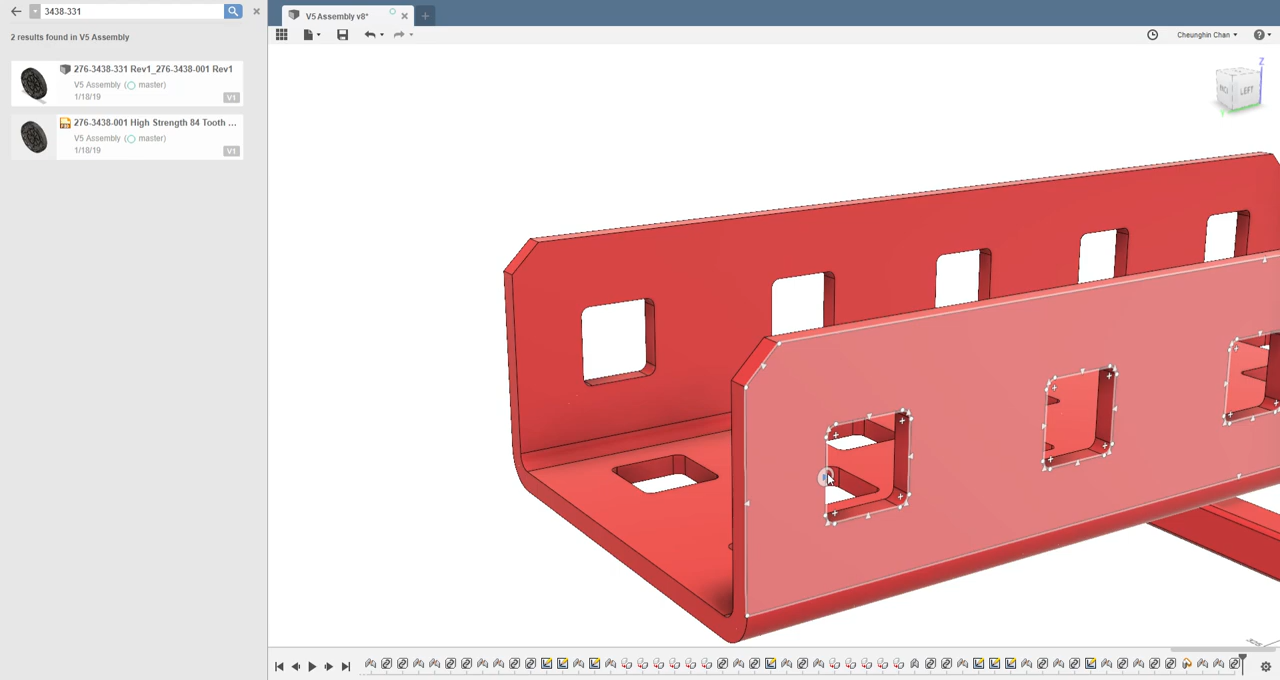 3438-331
2 results found in V5 Assembly
276-3438-331 Rev1_276-3438-001 Rev1
V5 Assembly ( master)
1/18/19
V1
276-3438-001 High Strength 84 Tooth ...
V5 Assembly ( master)
1/18/19
V1
V5 Assembly v8*
Cheunghin Chan
Z
LEFT